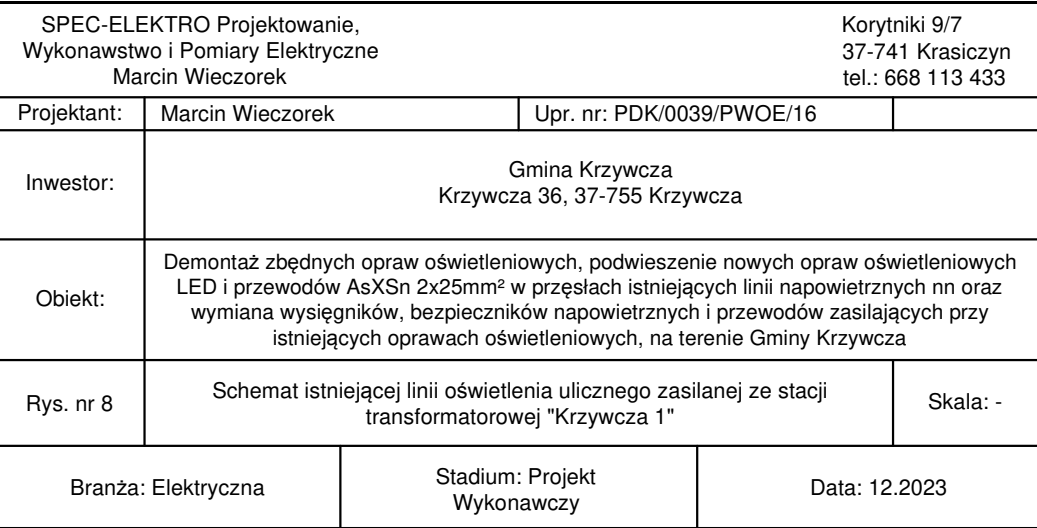 SPEC-ELEKTRO Projektowanie,
Wykonawstwo i Pomiary Elektryczne
Marcin Wieczorek
Korytniki 9/7
37-741 Krasiczyn
tel.: 668 113 433
Projektant:
Marcin Wieczorek
Upr. nr: PDK/0039/PWOE/16
Inwestor:
Gmina Krzywcza
Krzywcza 36, 37-755 Krzywcza
Obiekt:
Demontaż zbędnych opraw oświetleniowych, podwieszenie nowych opraw oświetleniowych
LED i przewodów AsXSn 2x25mm² w przęsłach istniejących linii napowietrznych nn oraz
wymiana wysięgników, bezpieczników napowietrznych i przewodów zasilających przy
istniejących oprawach oświetleniowych, na terenie Gminy Krzywcza
Rys. nr 8
Schemat istniejącej linii oświetlenia ulicznego zasilanej ze stacji
transformatorowej "Krzywcza 1"
Skala: -
Branża: Elektryczna
Stadium: Projekt
Wykonawczy
Data: 12.2023